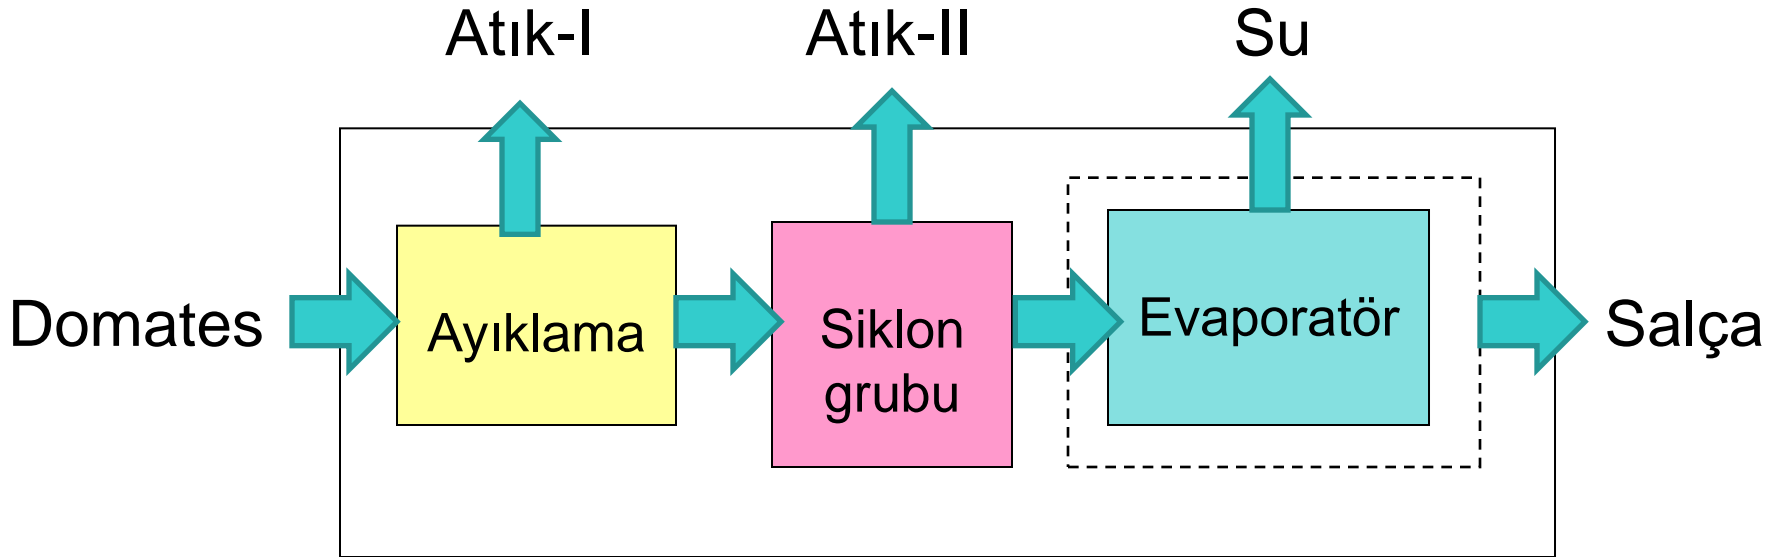 Atık-I
Atık-II
Su
Domates
Ayıklama
Siklon
grubu
Evaporatör
Salça